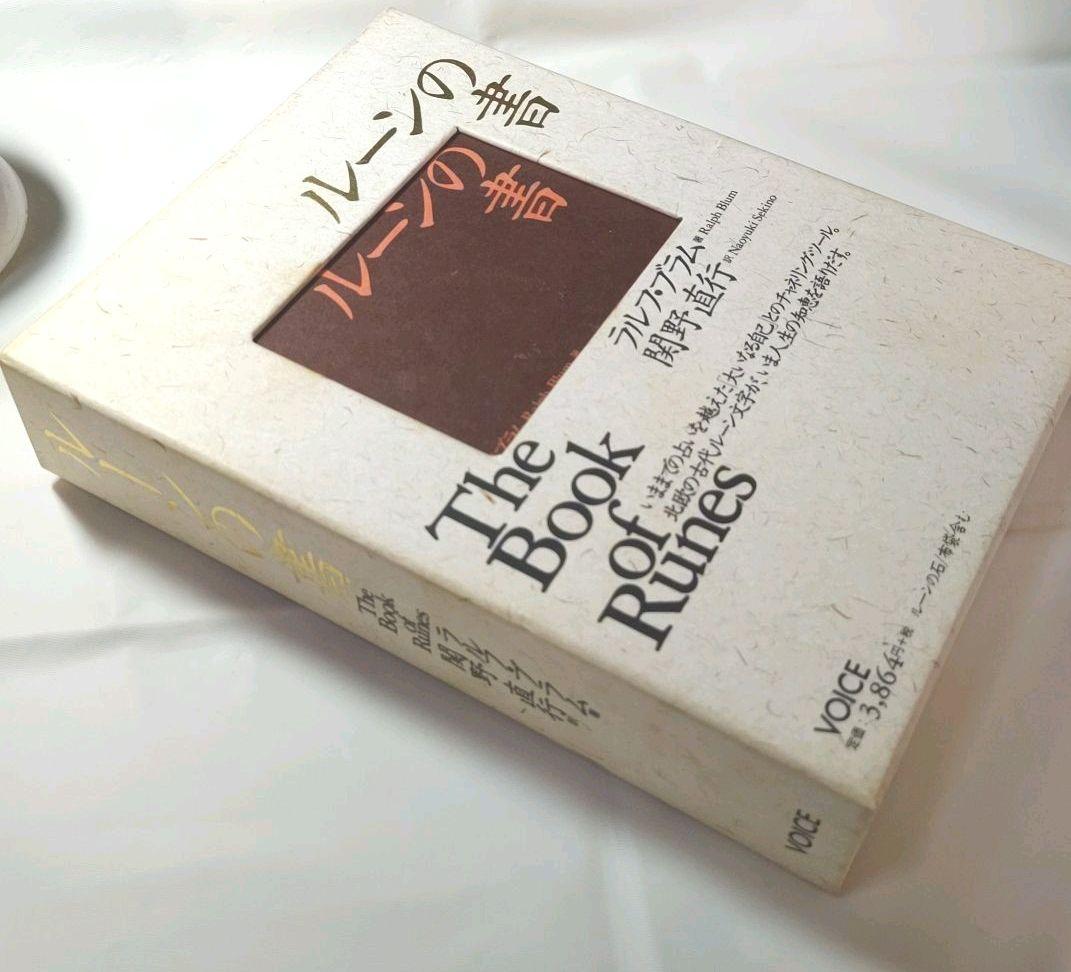 ルーンの書
ルーンの書
ラルフ・ブラム 著 Ralph Blum
関野 直行 訳 Naoyuki Sekino
いままでの占いを越えた「大いなる自己」とのチャネリング・ツール。
北欧の古代ルーン文字が、いま人生の知恵を語りだす。
The
Book
of
Runes
VOICE
定価:3,864円+税 ルーンの石/布袋含む
ルーンの書
The
Book
of
Runes
ラルフ・ブラム 著
関野 直行 訳
VOICE